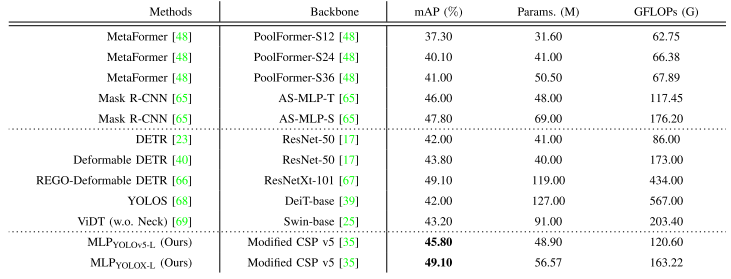 Methods Backbone mAP (%) Params. (M) GFLOPs (G)
MetaFormer [48] PoolFormer-S12 [48] 37.30 31.60 62.75
MetaFormer [48] PoolFormer-S24 [48] 40.10 41.00 66.38
MetaFormer [48] PoolFormer-S36 [48] 41.00 50.50 67.89
Mask R-CNN [65] AS-MLP-T [65] 46.00 48.00 117.45
Mask R-CNN [65] AS-MLP-S [65] 47.80 69.00 176.20
DETR [23] ResNet-50 [17] 42.00 41.00 86.00
Deformable DETR [40] ResNet-50 [17] 43.80 40.00 173.00
REGO-Deformable DETR [66] ResNetXt-101 [67] 49.10 119.00 434.00
YOLOS [68] DeiT-base [39] 42.00 127.00 567.00
ViDT (w.o. Neck) [69] Swin-base [25] 43.20 91.00 203.40
MLPYOLOv5-L (Ours) Modified CSP v5 [35] 45.80 48.90 120.60
MLPYOLOX-L (Ours) Modified CSP v5 [35] 49.10 56.57 163.22